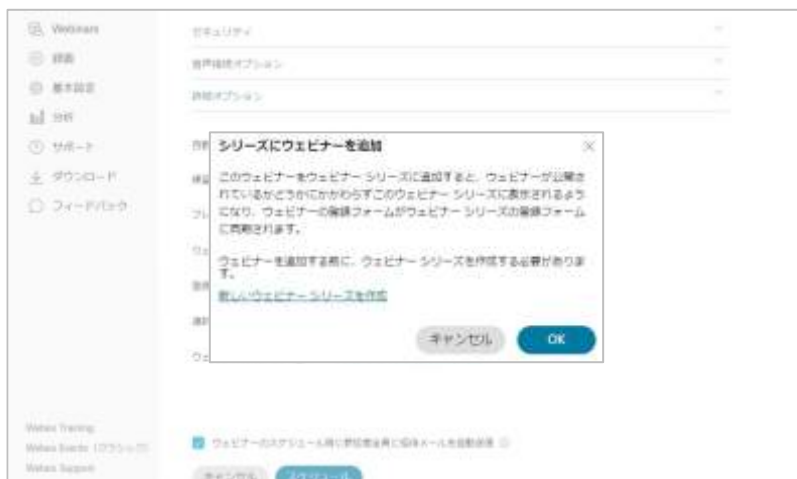 Webinars
録画
基本設定
分析
サポート
ダウンロード
フィードバック
セキュリティ
音声接続オプション
詳細オプション
シリーズにウェビナーを追加
このウェビナーをウェビナー シリーズに追加すると、ウェビナーが公開さ
れているかどうかにかかわらずこのウェビナー シリーズに表示されるよう
になり、ウェビナーの登録フォームがウェビナー シリーズの登録フォーム
に同期されます。
ウェビナーを追加する前に、ウェビナー シリーズを作成する必要がありま
す。
新しいウェビナー シリーズを作成
キャンセル
OK
Webex Training
Webex Events (クラシック)
Webex Support
ウェビナーのスケジュール時に参加者全員に招待メールを自動送信
キャンセル
スケジュール